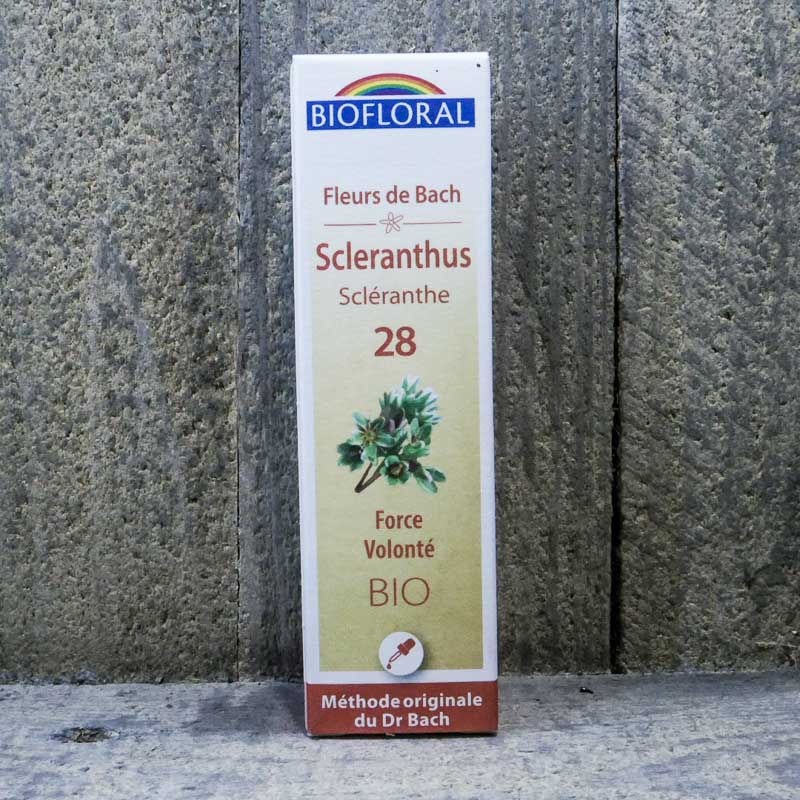 BIOFLORAL
Fleurs de Bach
Scleranthus
Scléranthe
28
Force
Volonté
BIO
Méthode originale
du Dr Bach